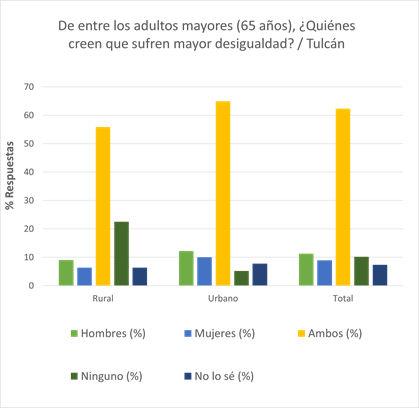 De entre los adultos mayores (65 años), ¿Quiénes
creen que sufren mayor desigualdad? / Tulcán
% Respuestas
70
60
50
40
30
20
10
0
Rural
Urbano
Total
Hombres (%)
Mujeres (%)
Ambos (%)
Ninguno (%)
No lo sé (%)